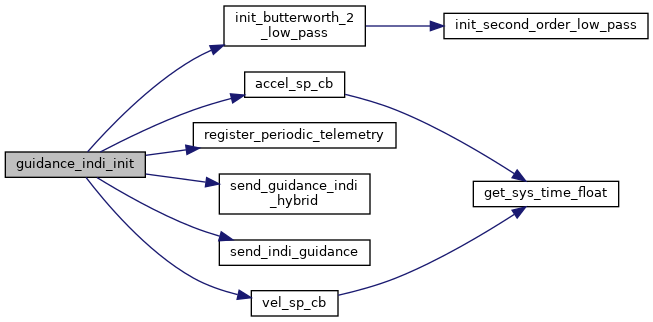 guidance_indi_init
init_butterworth_2
_low_pass
init_second_order_low_pass
accel_sp_cb
get_sys_time_float
register_periodic_telemetry
send_guidance_indi
_hybrid
send_indi_guidance
vel_sp_cb